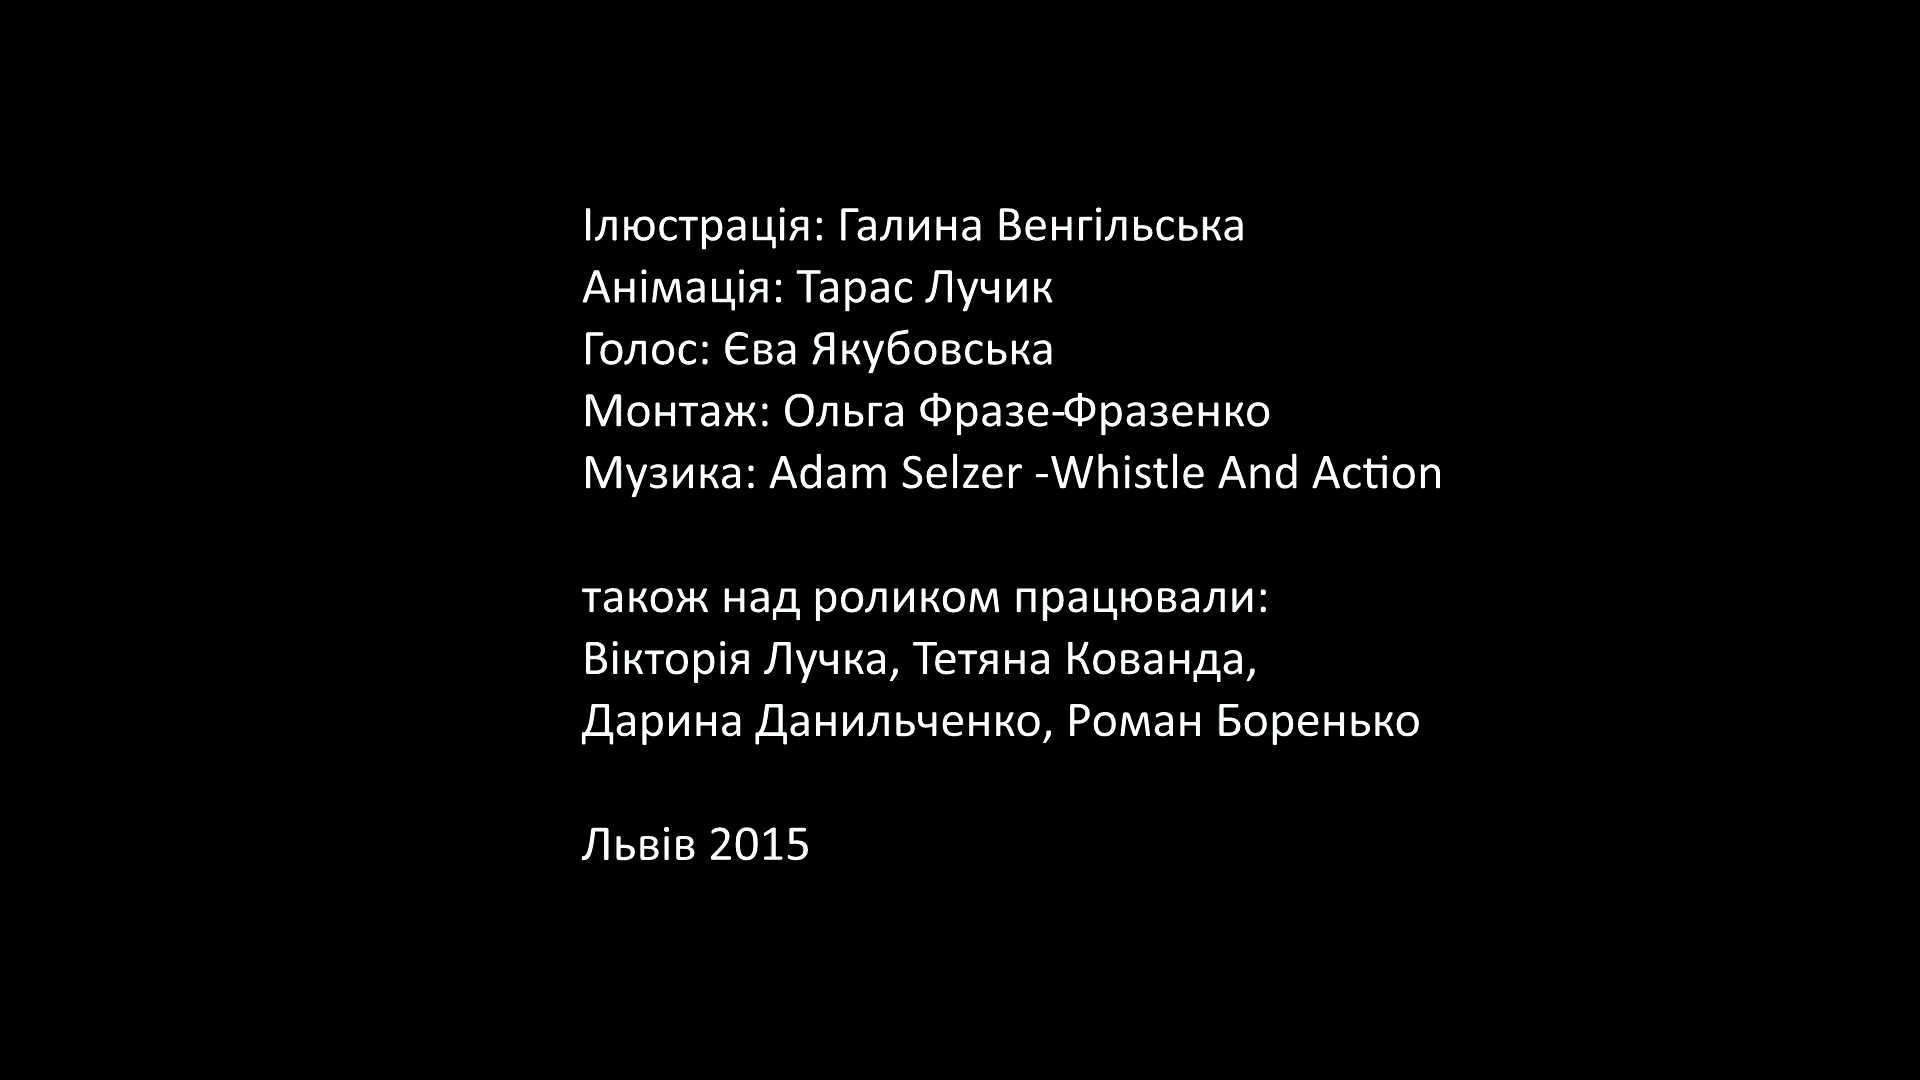 Ілюстрація: Галина Венгільська
Анімація: Тарас Лучик
Голос: Єва Якубовська
Монтаж: Ольга Фразе-Фразенко
Музика: Adam Selzer -Whistle And Action
також над роликом працювали:
Вікторія Лучка, Тетяна Кованда,
Дарина Данильченко, Роман Боренько
Львів 2015